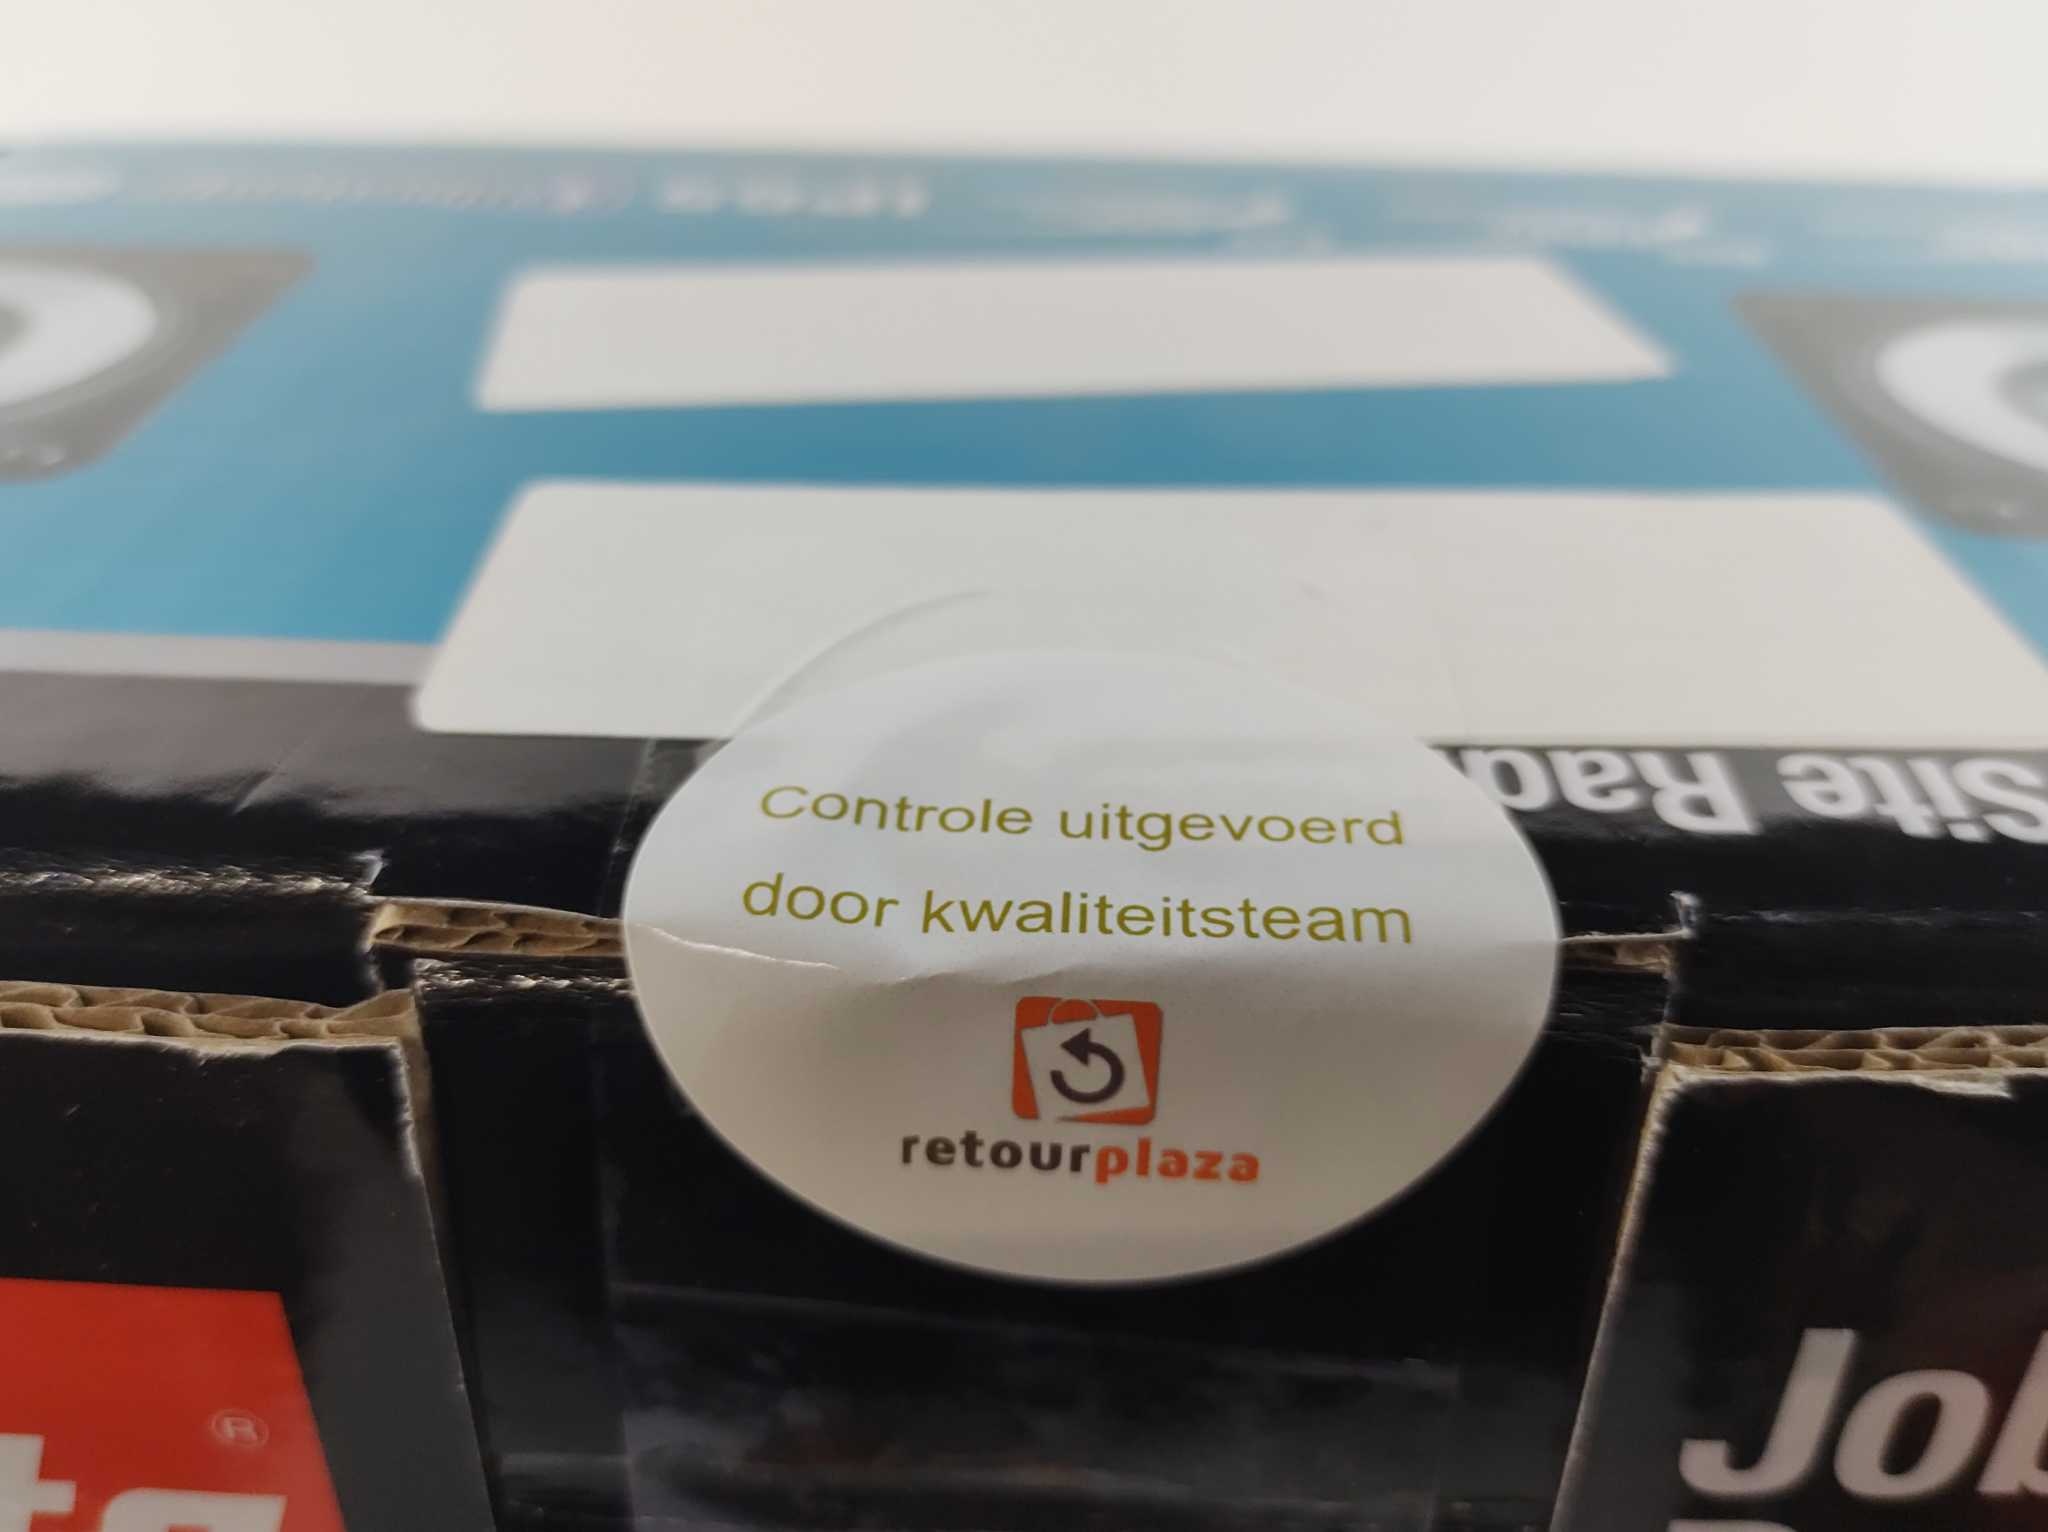 Site Rad
Controle uitgevoerd
door kwaliteitsteam
retourplaza
®
Job